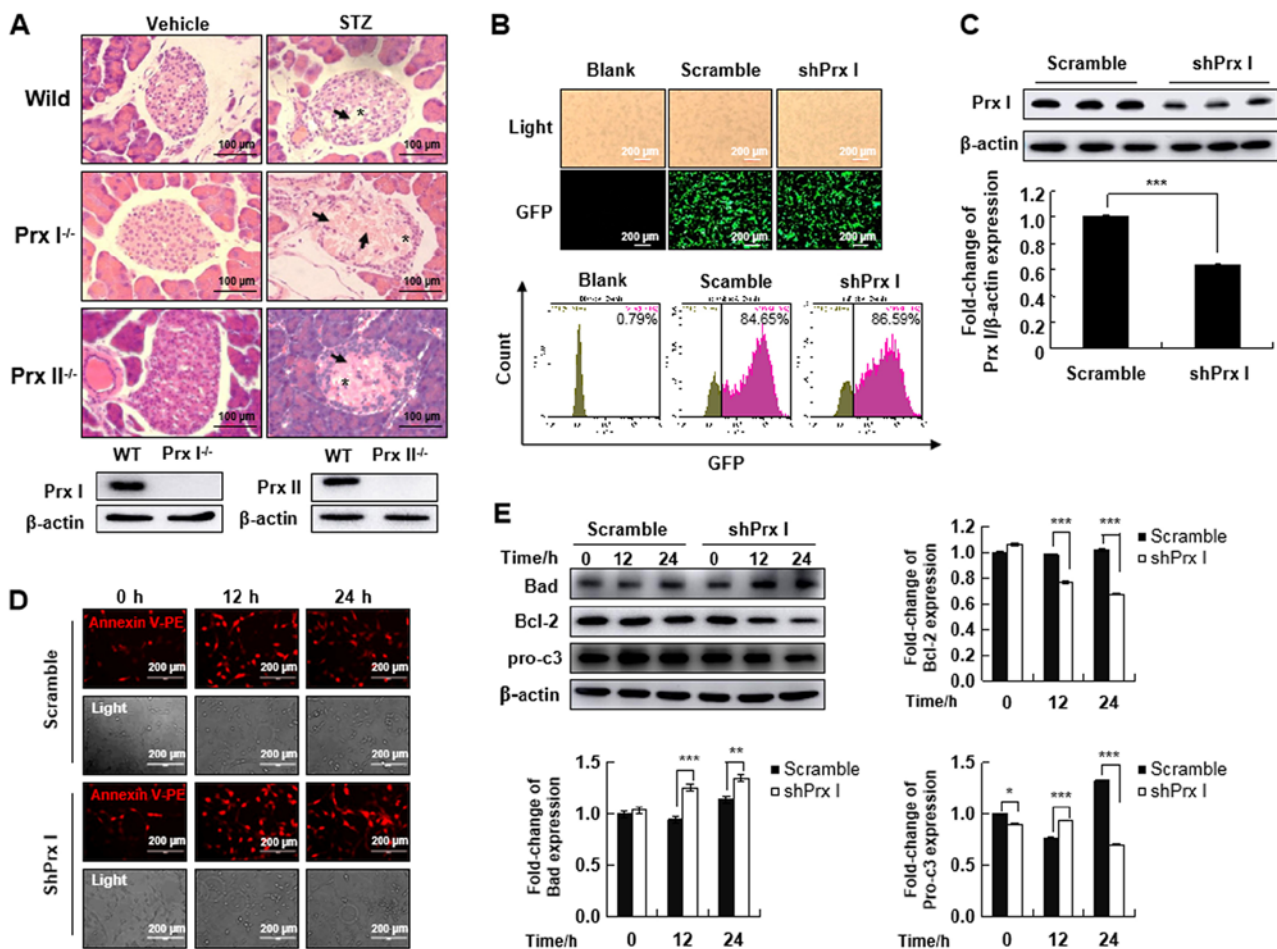 A
Vehicle
STZ
Wild
100 µm
100 µm
Prx I-/-
100 µm
100 µm
Prx II-/-
100 µm
100 µm
WT
Prx I-/-
WT
Prx II-/-
Prx I
Prx II
β-actin
β-actin
B
Blank
Scramble
shPrx I
Light
200 µm
200 µm
200 µm
GFP
200 µm
200 µm
200 µm
Blank
Scamble
shPrx I
0.79%
84.65%
86.59%
Count
GFP
C
Scramble
shPrx I
Prx I
β-actin
Fold-change of
Prx I/β-actin expression
1.2
1.0
0.8
0.6
0.4
0.2
0
***
Scramble
shPrx I
D
0 h
12 h
24 h
Scramble
Annexin V-PE
200 µm
200 µm
200 µm
Light
200 µm
200 µm
200 µm
ShPrx I
Annexin V-PE
200 µm
200 µm
200 µm
Light
200 µm
200 µm
200 µm
E
Scramble
shPrx I
Time/h
0
12
24
0
12
24
Bad
Bcl-2
pro-c3
β-actin
Fold-change of
Bcl-2 expression
1.2
1.0
0.8
0.6
0.4
0.2
0.0
***
***
Scramble
shPrx I
Time/h
0
12
24
Fold-change of
Bad expression
1.5
1.0
0.5
0.0
***
**
Scramble
shPrx I
Time/h
0
12
24
Fold-change of
Pro-c3 expression
1.5
1.0
0.5
0.0
*
***
***
Scramble
shPrx I
Time/h
0
12
24